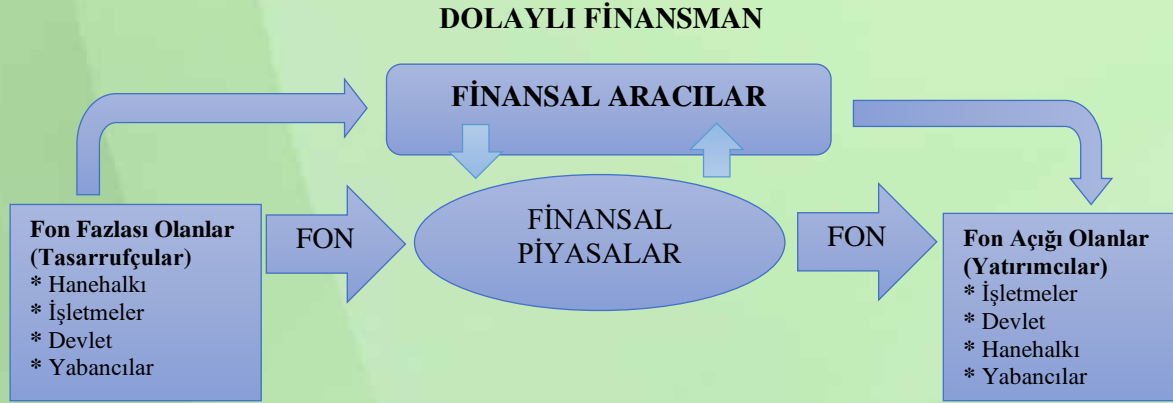 DOLAYLI FİNANSMAN
FİNANSAL ARACILAR
Fon Fazlası Olanlar
(Tasarrufçular)
* Hanehalkı
* İşletmeler
* Devlet
* Yabancılar
FON
FİNANSAL
PİYASALAR
FON
Fon Açığı Olanlar
(Yatırımcılar)
* İşletmeler
* Devlet
* Hanehalkı
* Yabancılar